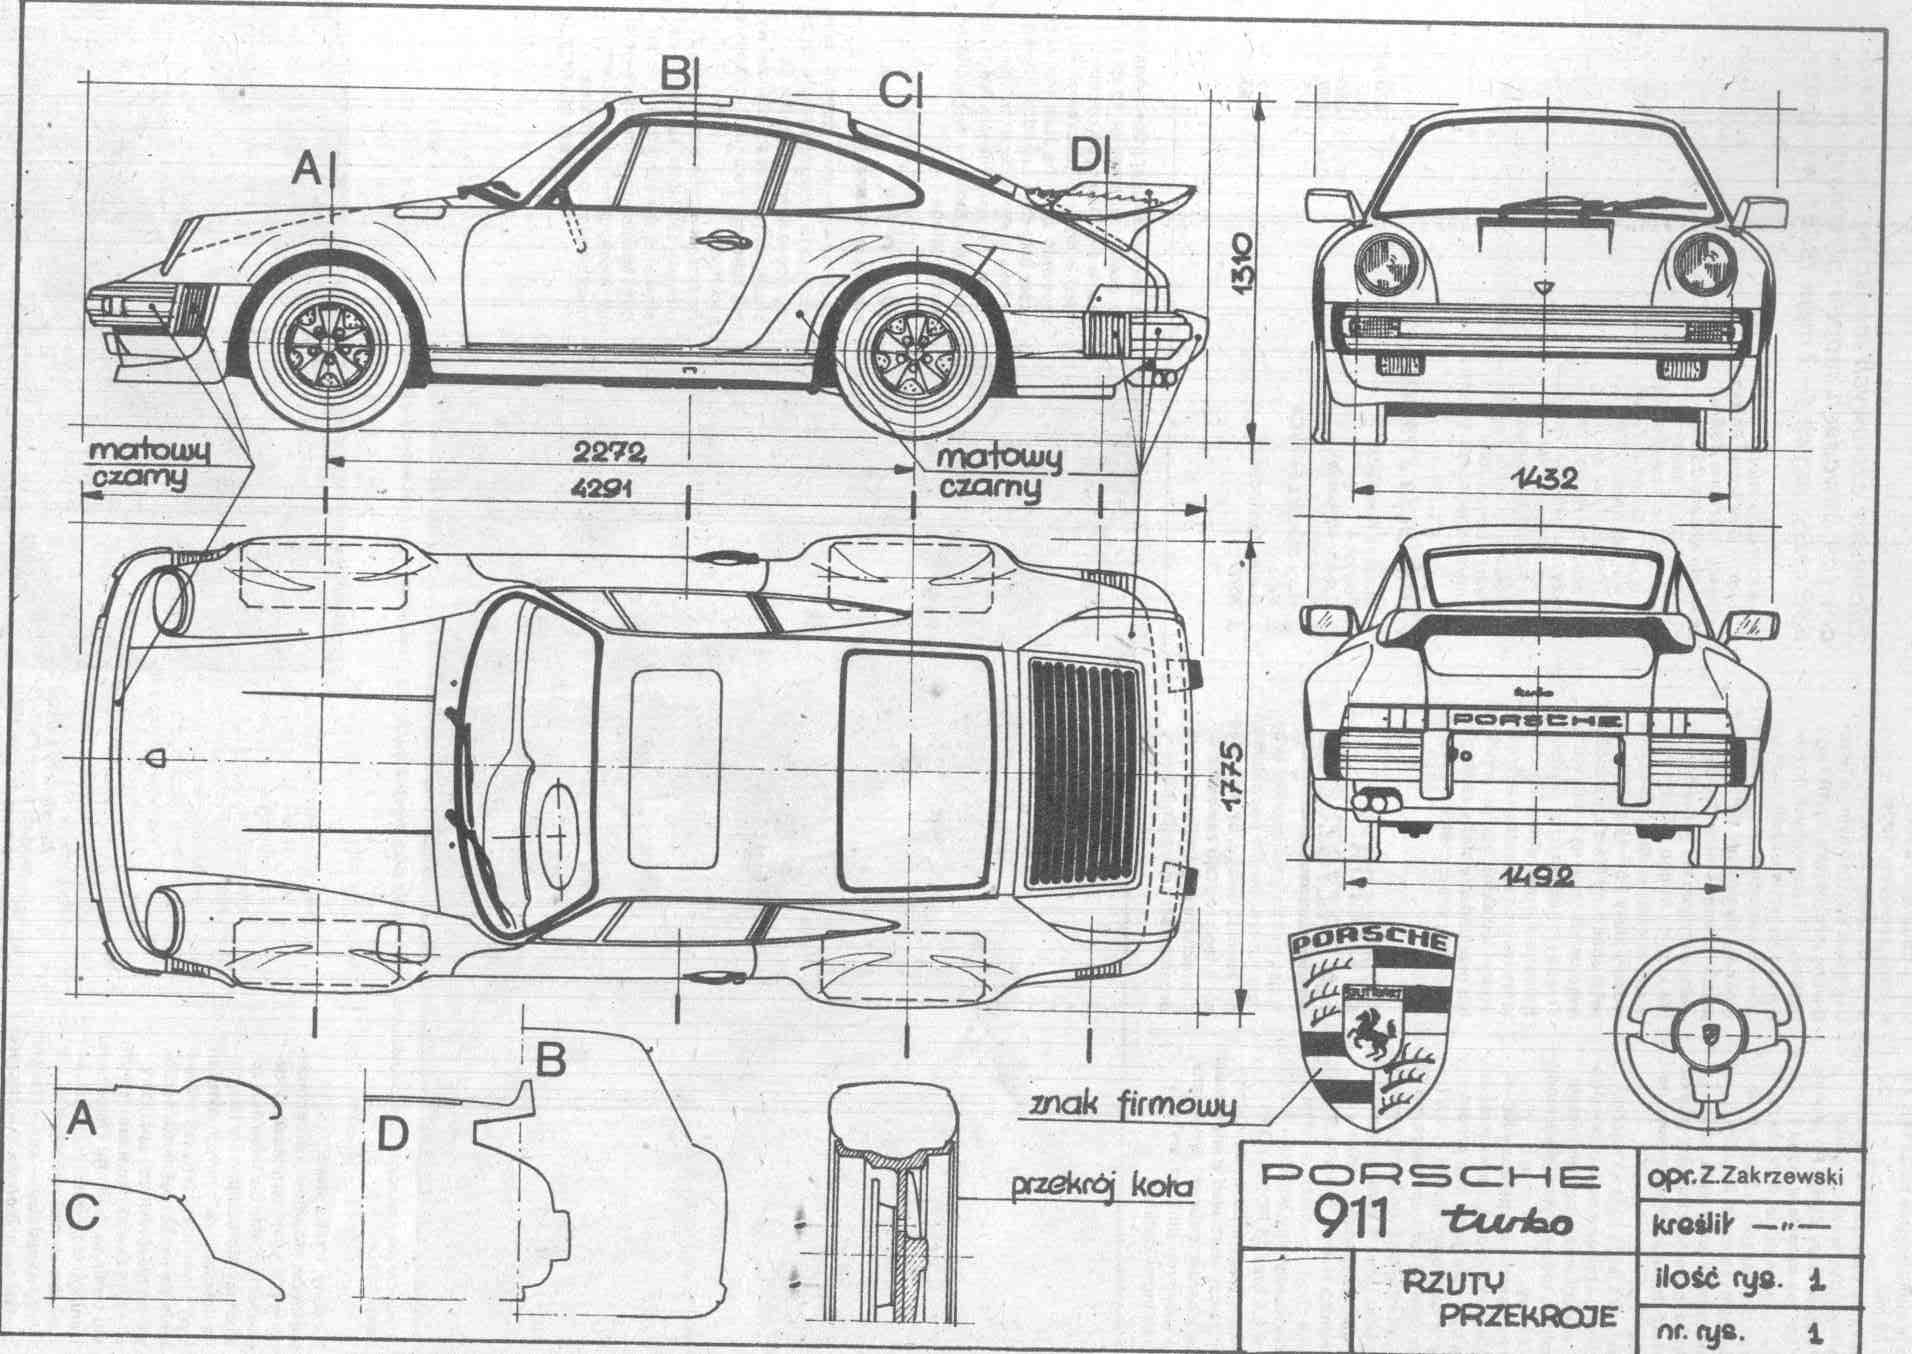 A
B
C
D
1310
matowy
czarny
2272
4291
matowy
czarny
1432
1775
turbo
PORSCHE
1492
PORSCHE
A
B
C
D
znak firmowy
przekrój koła
PORSCHE
911 turbo
RZUTY
PRZEKROJE
opr. Z. Zakrzewski
kreślił —„—
ilość rys. 1
nr. rys. 1